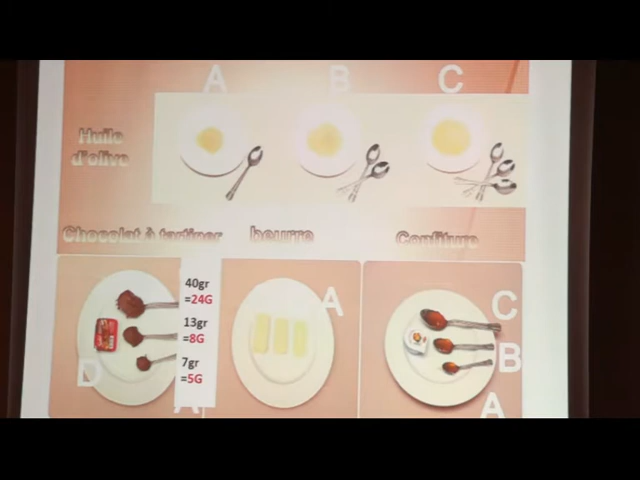 A B C
Huile
d'olive
Chocolat à tartiner beurre Confiture
40gr
=24G
13gr
=8G
7gr
=5G
D
A
A
C
B
A